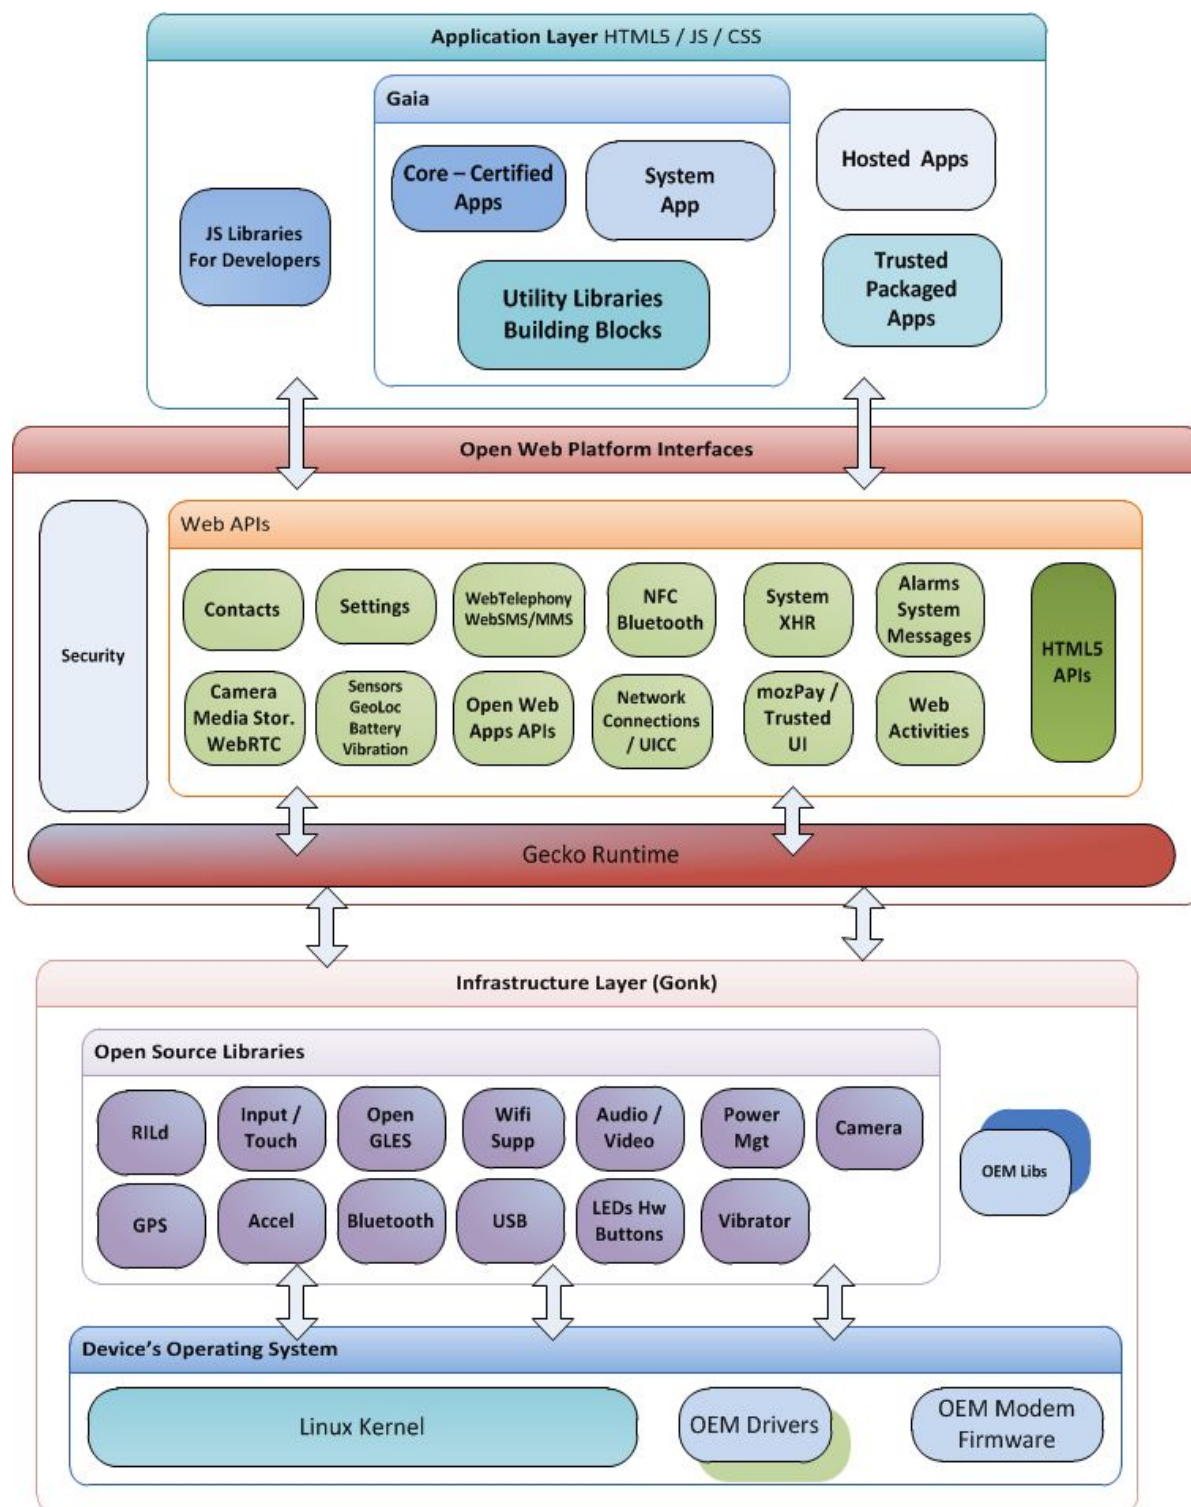 Application Layer HTML5 / JS / CSS
Gaia
Core – Certified
Apps
System
App
Hosted Apps
JS Libraries
For Developers
Utility Libraries
Building Blocks
Trusted
Packaged
Apps
Open Web Platform Interfaces
Security
Web APIs
Contacts
Settings
WebTelephony
WebSMS/MMS
NFC
Bluetooth
System
XHR
Alarms
System
Messages
HTML5
APIs
Camera
Media Stor.
WebRTC
Sensors
GeoLoc
Battery
Vibration
Open Web
Apps APIs
Network
Connections
/ UICC
mozPay /
Trusted
UI
Web
Activities
Gecko Runtime
Infrastructure Layer (Gonk)
Open Source Libraries
RILd
Input /
Touch
Open
GLES
Wifi
Supp
Audio /
Video
Power
Mgt
Camera
OEM Libs
GPS
Accel
Bluetooth
USB
LEDs Hw
Buttons
Vibrator
Device's Operating System
Linux Kernel
OEM Drivers
OEM Modem
Firmware